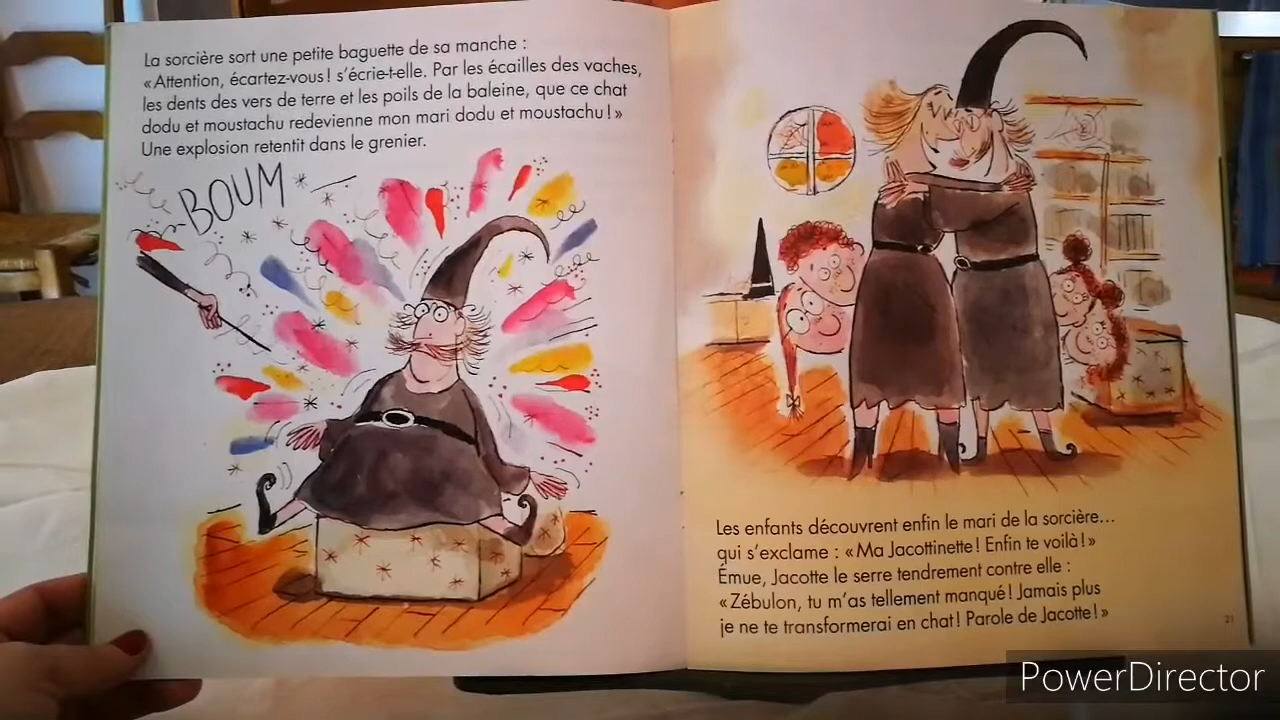 La sorcière sort une petite baguette de sa manche :
« Attention, écartez-vous ! s'écrie-t-elle. Par les écailles des vaches,
les dents des vers de terre et les poils de la baleine, que ce chat
dodu et moustachu redevienne mon mari dodu et moustachu ! »
Une explosion retentit dans le grenier.
BOUM
Les enfants découvrent enfin le mari de la sorcière...
qui s'exclame : « Ma Jacottinette ! Enfin te voilà ! »
Émue, Jacotte le serre tendrement contre elle :
« Zébulon, tu m'as tellement manqué ! Jamais plus
je ne te transformerai en chat ! Parole de Jacotte ! »
21
PowerDirector